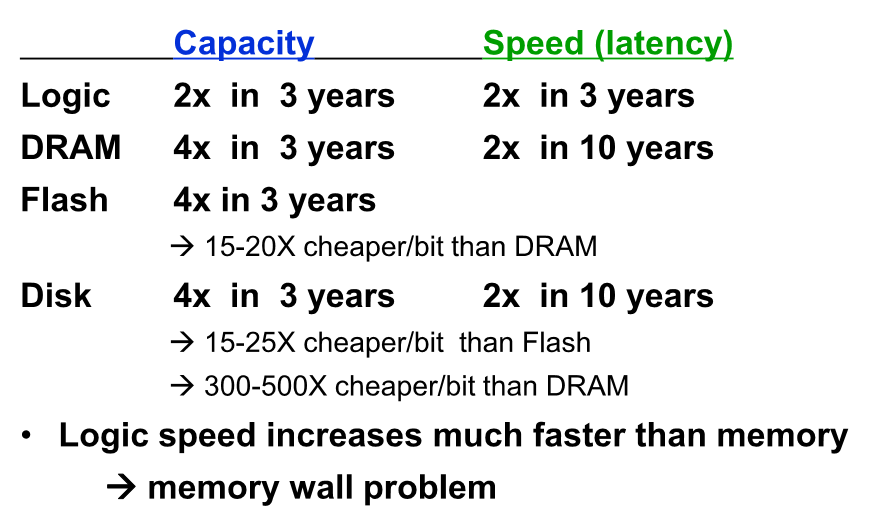 Capacity Speed (latency)
Logic 2x in 3 years 2x in 3 years
DRAM 4x in 3 years 2x in 10 years
Flash 4x in 3 years
→ 15-20X cheaper/bit than DRAM
Disk 4x in 3 years 2x in 10 years
→ 15-25X cheaper/bit than Flash
→ 300-500X cheaper/bit than DRAM
• Logic speed increases much faster than memory
→ memory wall problem